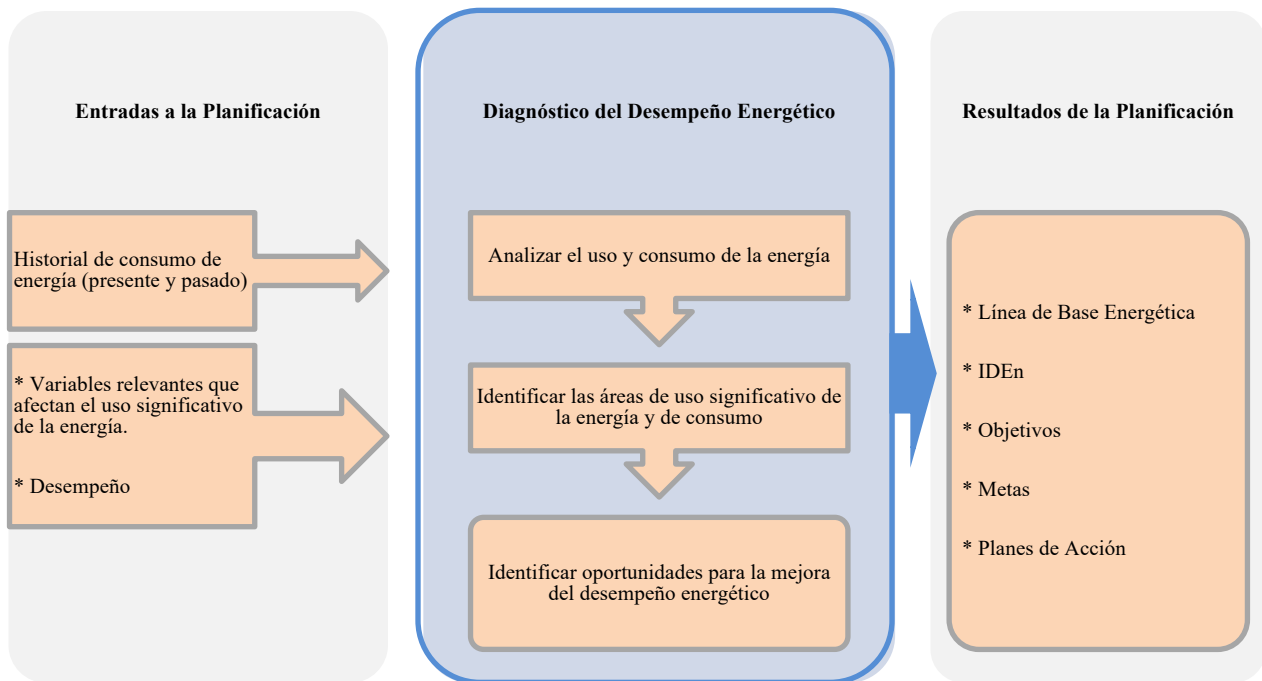 Entradas a la Planificación
Historial de consumo de
energía (presente y pasado)
* Variables relevantes que
afectan el uso significativo
de la energía.
* Desempeño
Diagnóstico del Desempeño Energético
Analizar el uso y consumo de la energía
Identificar las áreas de uso significativo de
la energía y de consumo
Identificar oportunidades para la mejora
del desempeño energético
Resultados de la Planificación
* Línea de Base Energética
* IDEn
* Objetivos
* Metas
* Planes de Acción